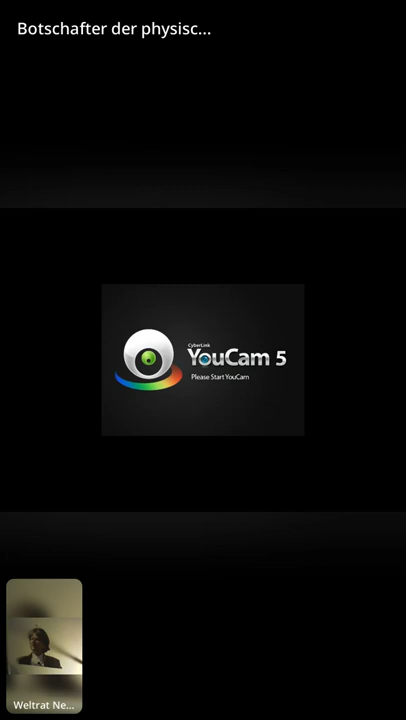 Botschafter der physisc...
CyberLink
YouCam 5
Please Start YouCam
Weltrat Ne...